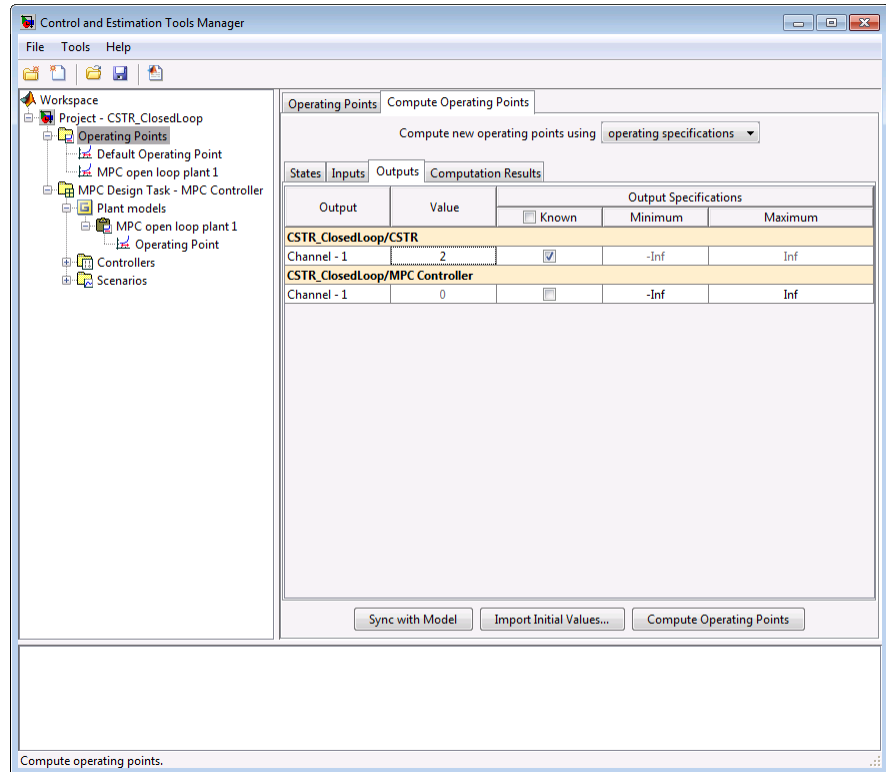 Control and Estimation Tools Manager
File Tools Help
Workspace
Project - CSTR_ClosedLoop
Operating Points
Default Operating Point
MPC open loop plant 1
MPC Design Task - MPC Controller
Plant models
MPC open loop plant 1
Operating Point
Controllers
Scenarios
Operating Points Compute Operating Points
Compute new operating points using operating specifications
States Inputs Outputs Computation Results
Output Value Output Specifications
Known Minimum Maximum
CSTR_ClosedLoop/CSTR
Channel - 1 2 -Inf Inf
CSTR_ClosedLoop/MPC Controller
Channel - 1 0 -Inf Inf
Sync with Model Import Initial Values... Compute Operating Points
Compute operating points.